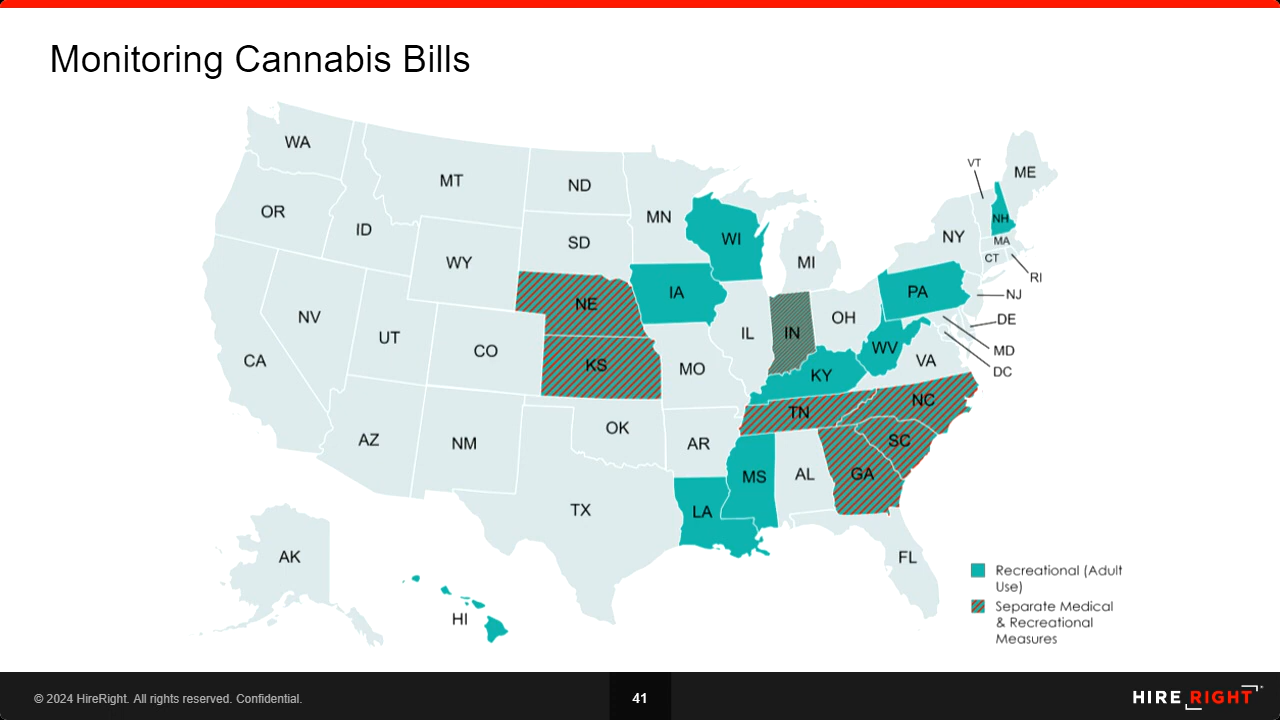 Monitoring Cannabis Bills
WA
MT
ND
MN
VT
ME
OR
ID
SD
WI
NH
NY
MA
WY
MI
CT
RI
NE
IA
PA
NJ
NV
UT
CO
IL
IN
OH
DE
CA
KS
MO
WV
VA
MD
KY
DC
AZ
NM
OK
AR
TN
NC
SC
MS
AL
GA
TX
LA
AK
FL
HI
Recreational (Adult
Use)
Separate Medical
& Recreational
Measures
© 2024 HireRight. All rights reserved. Confidential.
41
HIRE RIGHT